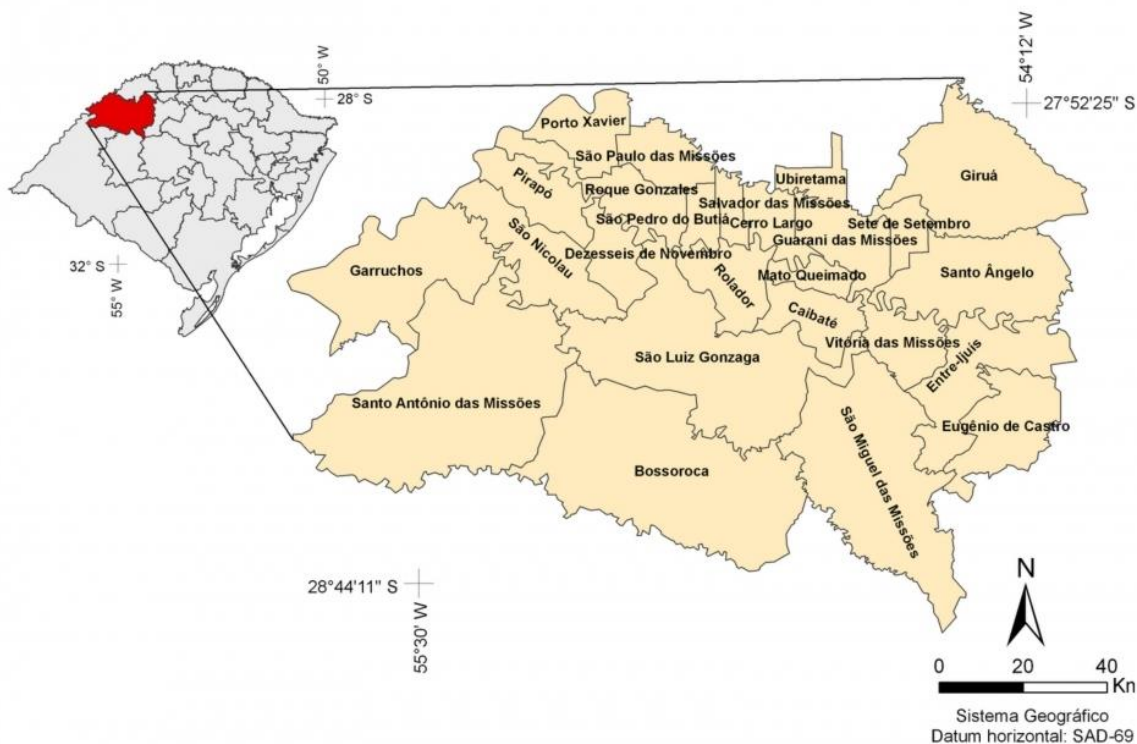 50° W
28° S
32° S
55° W
54°12' W
27°52'25" S
Porto Xavier
São Paulo das Missões
Pirapó
Roque Gonzales
Ubiretama
Giruá
Salvador das Missões
São Pedro do Butiá
Cerro Largo
Sete de Setembro
Guarani das Missões
São Nicolau
Dezesseis de Novembro
Garruchos
Rolador
Mato Queimado
Santo Ângelo
Caibaté
Vitória das Missões
São Luiz Gonzaga
Entre-Ijuis
Santo Antônio das Missões
Eugênio de Castro
São Miguel das Missões
Bossoroca
28°44'11" S
55°30' W
N
0 20 40
Kn
Sistema Geográfico
Datum horizontal: SAD-69